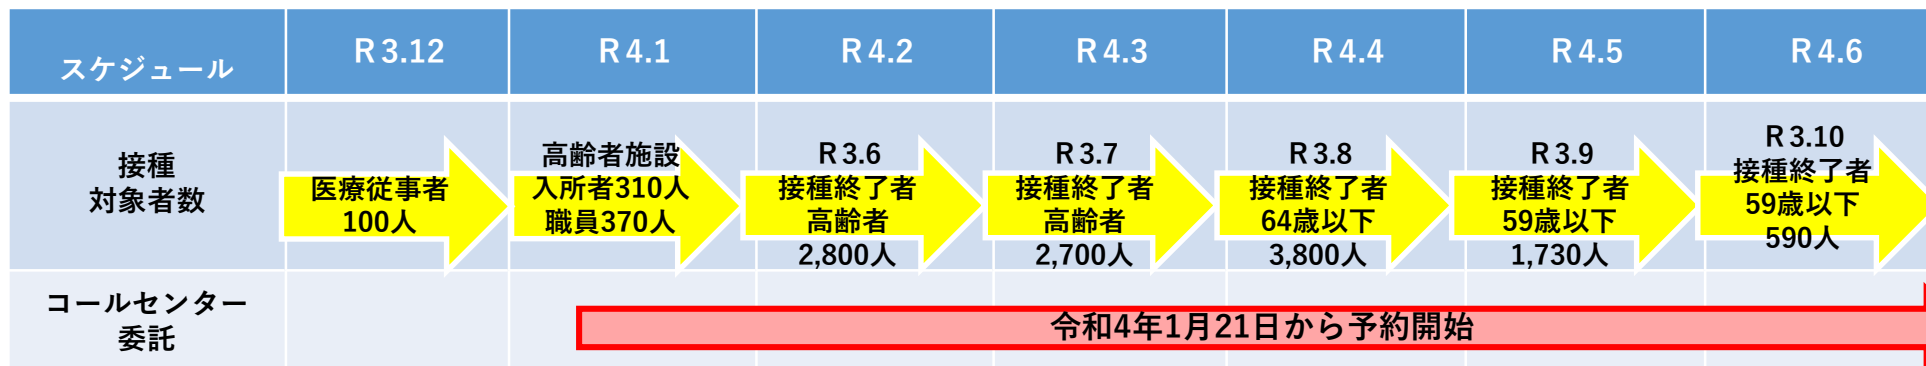 スケジュール
R3.12
R4.1
R4.2
R4.3
R4.4
R4.5
R4.6
接種
対象者数
医療従事者
100人
高齢者施設
入所者310人
職員370人
R3.6
接種終了者
高齢者
2,800人
R3.7
接種終了者
高齢者
2,700人
R3.8
接種終了者
64歳以下
3,800人
R3.9
接種終了者
59歳以下
1,730人
R3.10
接種終了者
59歳以下
590人
コールセンター
委託
令和4年1月21日から予約開始